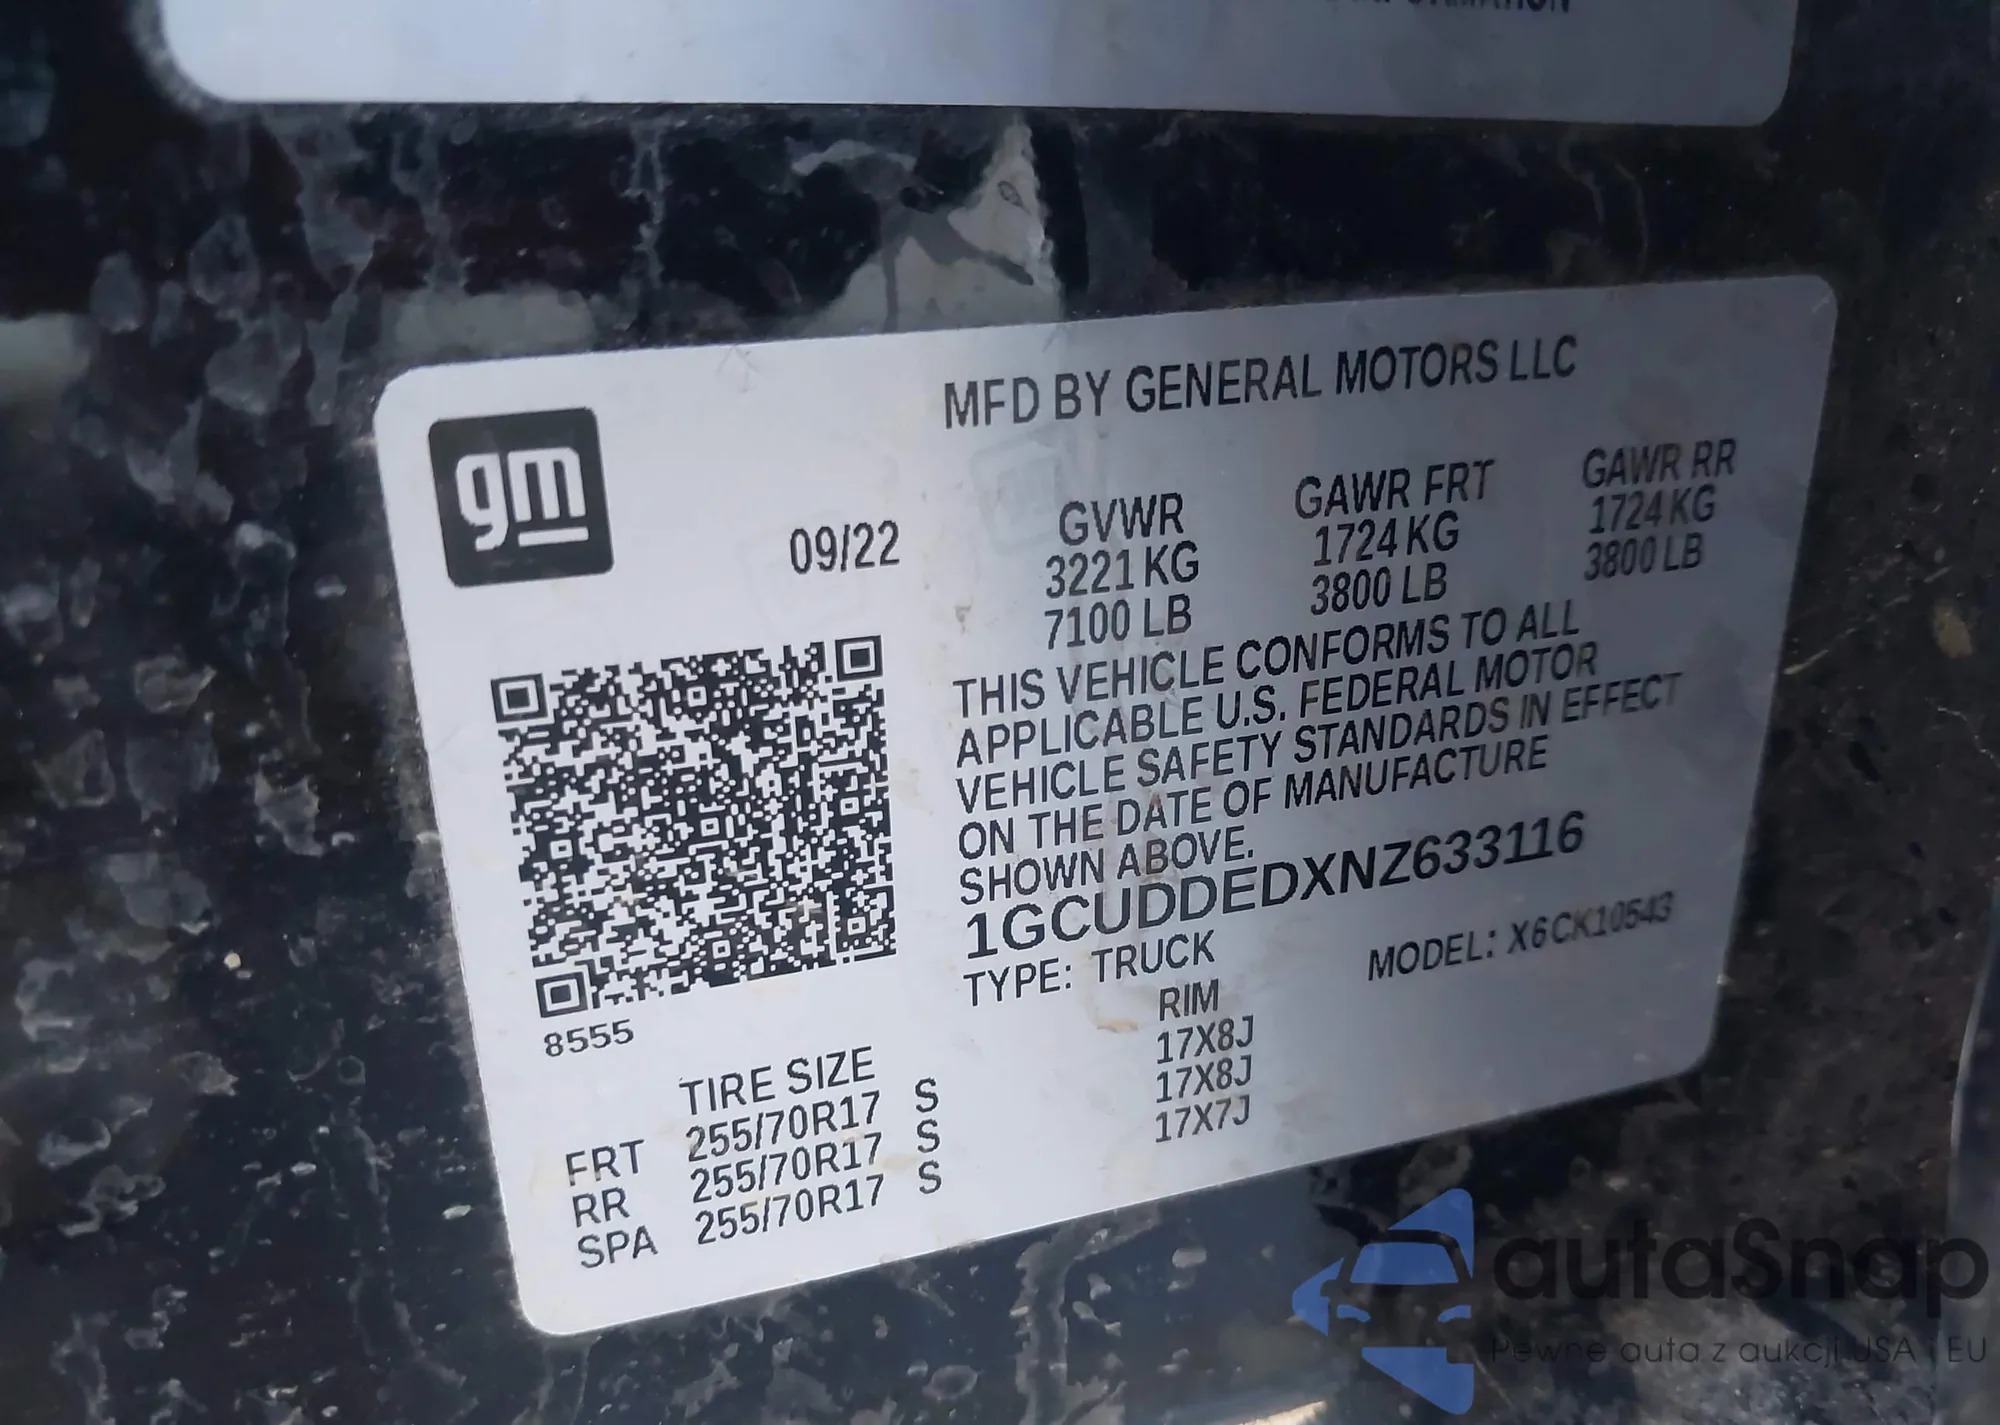 MFD BY GENERAL MOTORS LLC
gm
09/22
GVWR GAWR FRT GAWR RR
3221 KG 1724 KG 1724 KG
7100 LB 3800 LB 3800 LB
THIS VEHICLE CONFORMS TO ALL
APPLICABLE U.S. FEDERAL MOTOR
VEHICLE SAFETY STANDARDS IN EFFECT
ON THE DATE OF MANUFACTURE
SHOWN ABOVE.
1GCUDDEDXNZ633116
TYPE: TRUCK MODEL: X6CK10543
8555
TIRE SIZE RIM
FRT 255/70R17 S 17X8J
RR 255/70R17 S 17X8J
SPA 255/70R17 S 17X7J
autaSnap
Pewne auta z aukcji USA i EU